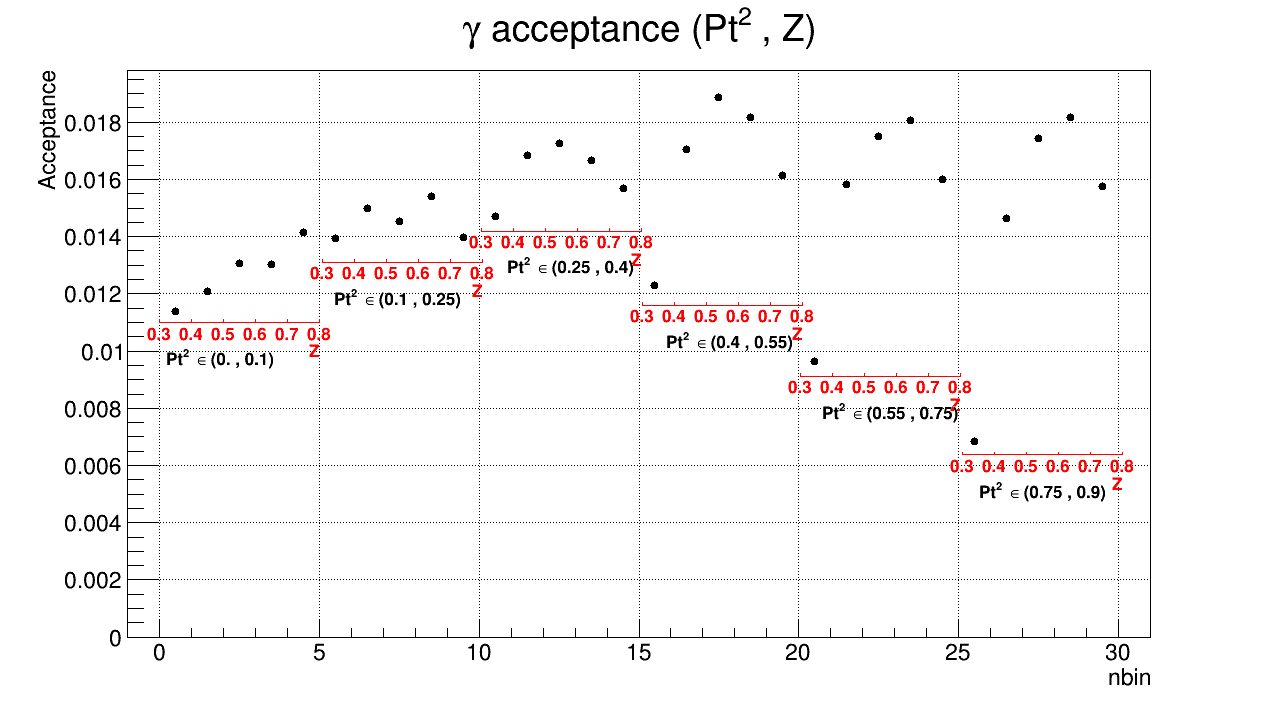 γ acceptance (Pt² , Z)
Acceptance
0.018
0.016
0.014
0.012
0.01
0.008
0.006
0.004
0.002
0
0.3 0.4 0.5 0.6 0.7 0.8
Z
Pt² ∈ (0. , 0.1)
0.3 0.4 0.5 0.6 0.7 0.8
Z
Pt² ∈ (0.1 , 0.25)
0.3 0.4 0.5 0.6 0.7 0.8
Z
Pt² ∈ (0.25 , 0.4)
0.3 0.4 0.5 0.6 0.7 0.8
Z
Pt² ∈ (0.4 , 0.55)
0.3 0.4 0.5 0.6 0.7 0.8
Z
Pt² ∈ (0.55 , 0.75)
0.3 0.4 0.5 0.6 0.7 0.8
Z
Pt² ∈ (0.75 , 0.9)
0 5 10 15 20 25 30
nbin